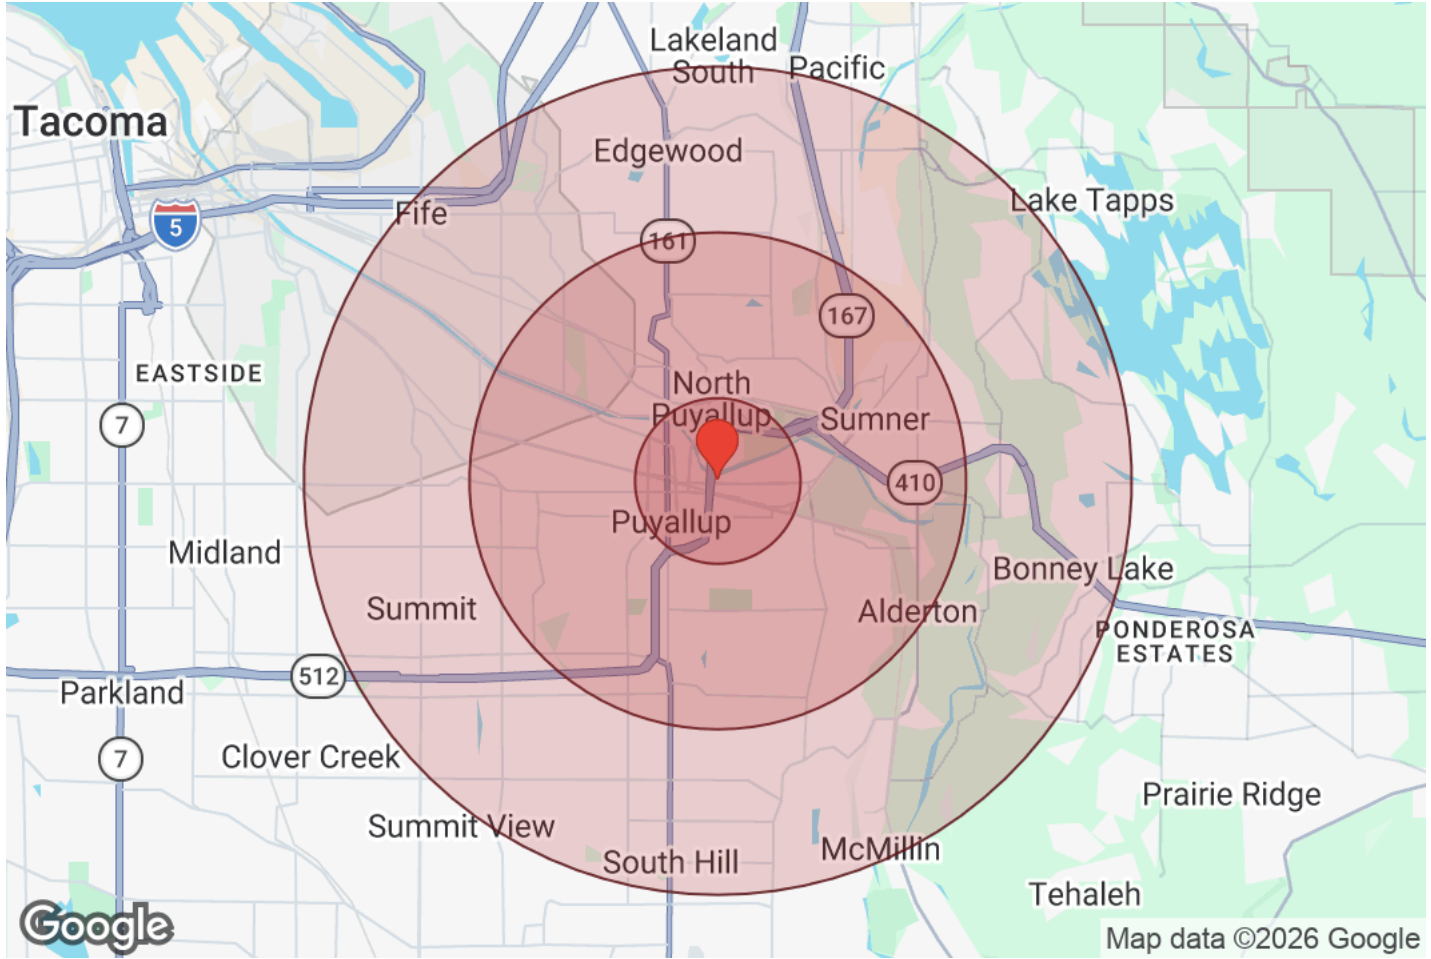 Lakeland
South
Pacific
Tacoma
Edgewood
Lake Tapps
Fife
5
161
167
EASTSIDE
North
Puyallup
Sumner
7
410
Puyallup
Midland
Bonney Lake
Summit
Alderton
PONDEROSA
ESTATES
512
Parkland
7
Clover Creek
Prairie Ridge
Summit View
McMillin
South Hill
Tehaleh
Google
Map data ©2026 Google